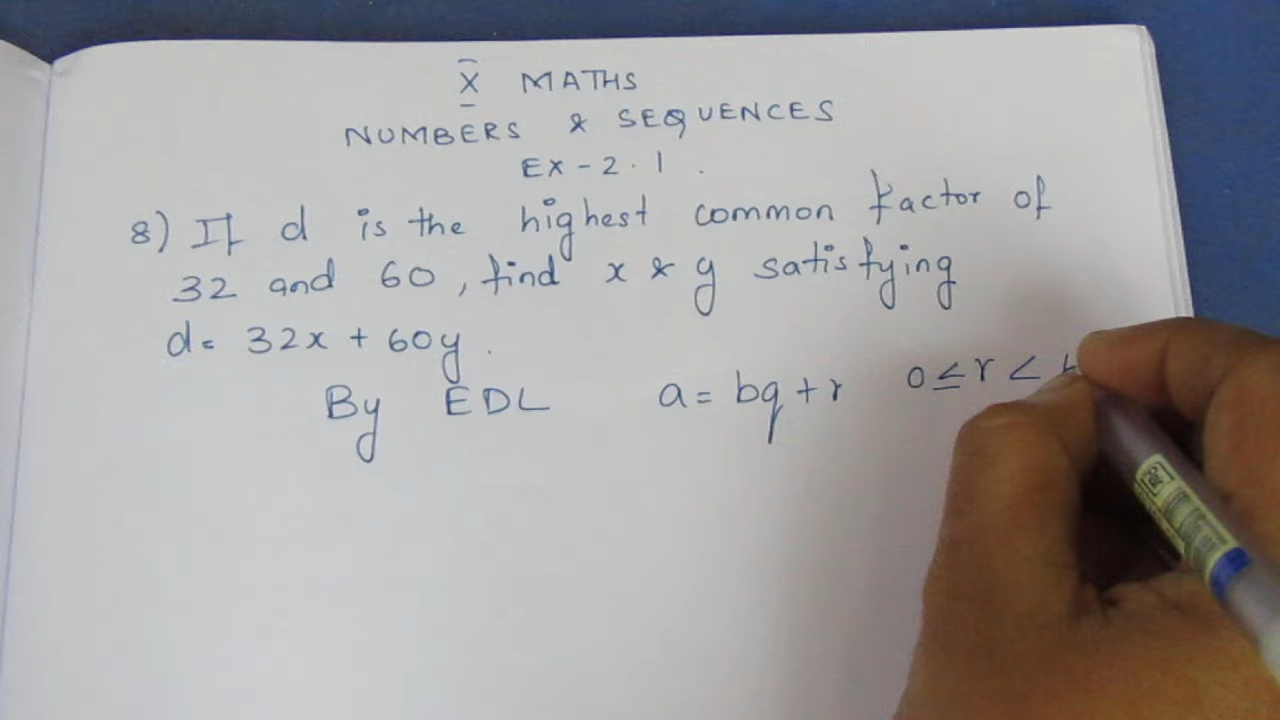 X MATHS
NUMBERS & SEQUENCES
EX-2.1.
8) If d is the highest common factor of
32 and 60, find x & y satisfying
d = 32x + 60y.
By EDL a = bq + r 0 ≤ r <